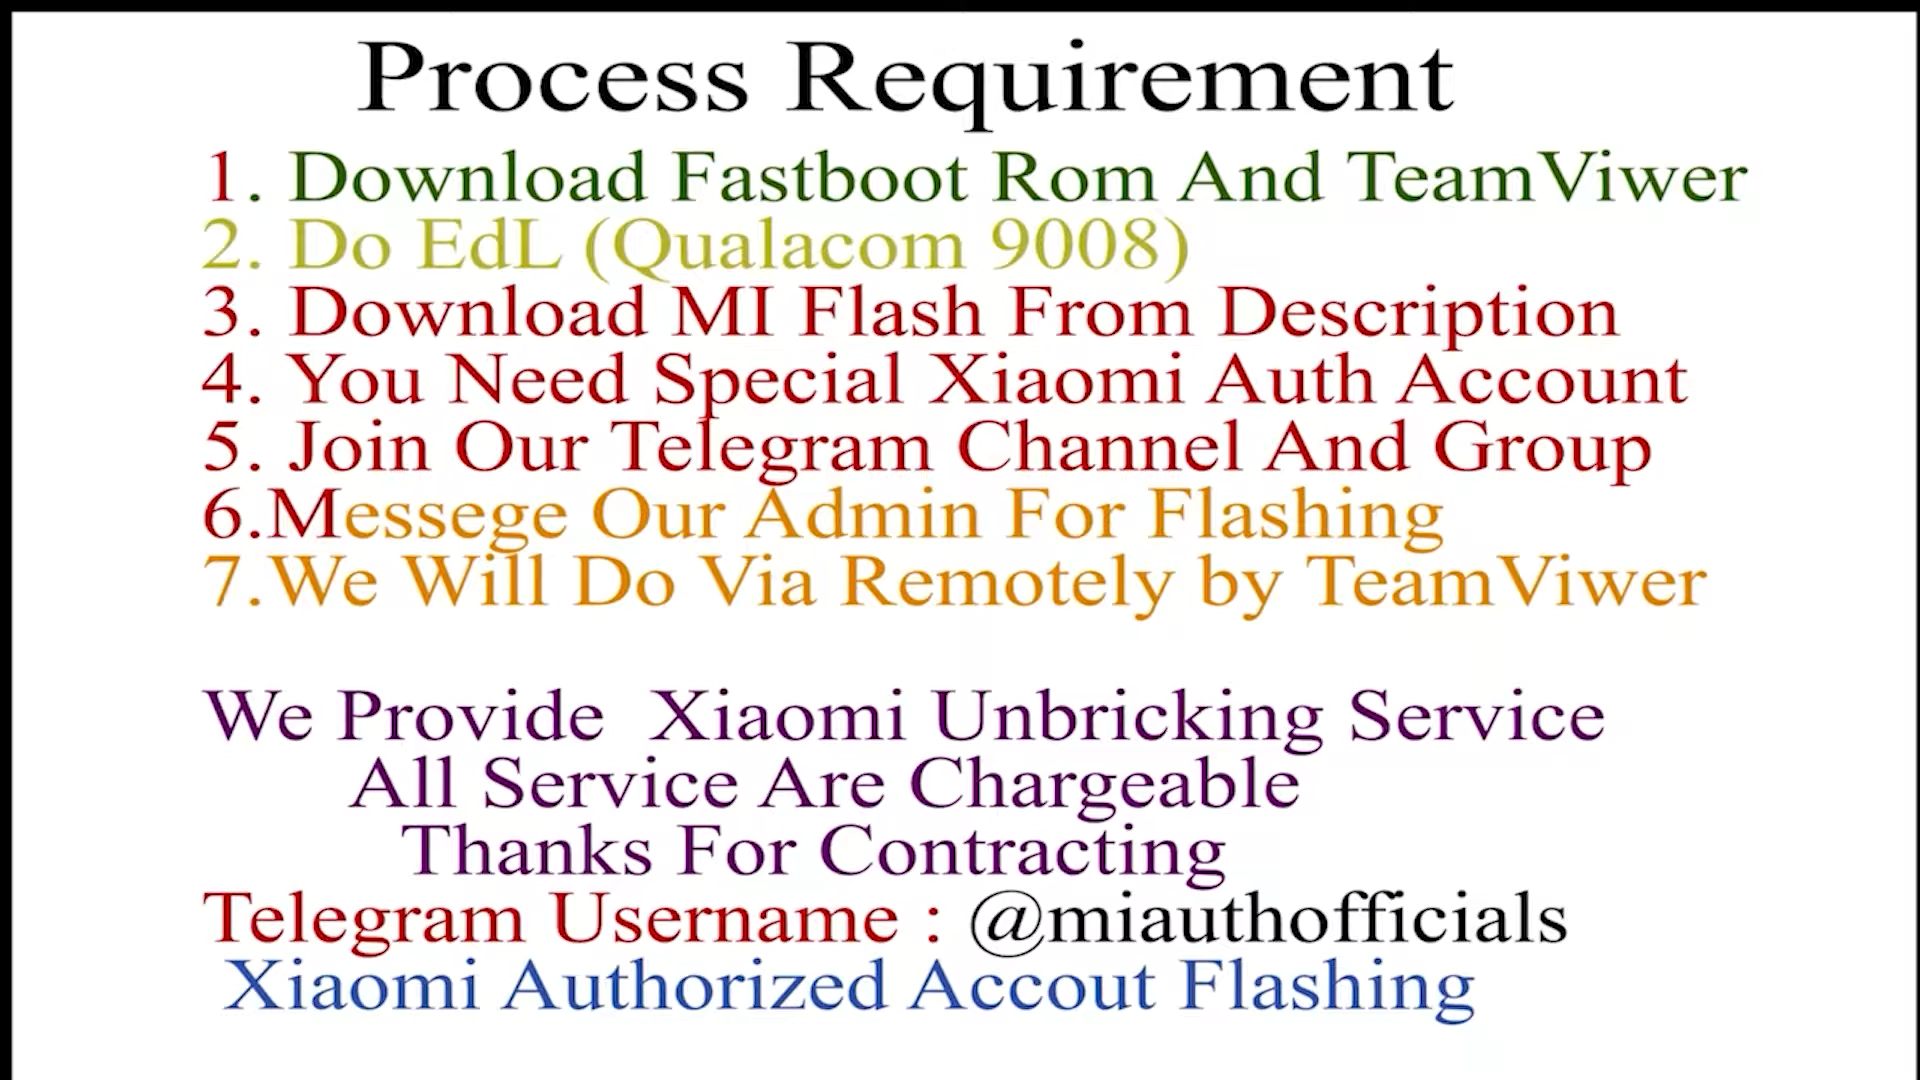 Process Requirement
1. Download Fastboot Rom And TeamViwer
2. Do EdL (Qualacom 9008)
3. Download MI Flash From Description
4. You Need Special Xiaomi Auth Account
5. Join Our Telegram Channel And Group
6.Messege Our Admin For Flashing
7.We Will Do Via Remotely by TeamViwer
We Provide Xiaomi Unbricking Service
All Service Are Chargeable
Thanks For Contracting
Telegram Username : @miauthofficials
Xiaomi Authorized Accout Flashing